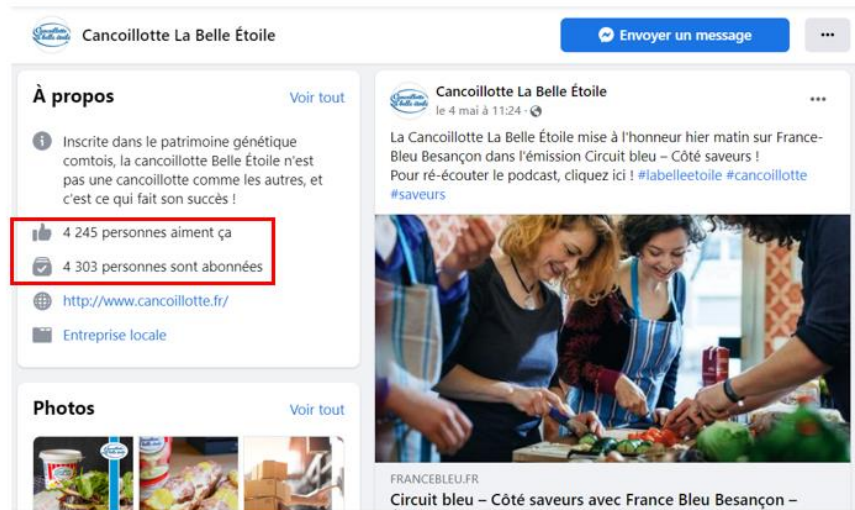 Cancoillotte La Belle Étoile
Envoyer un message
À propos
Voir tout
Inscrite dans le patrimoine génétique
comtois, la cancoillotte Belle Étoile n'est
pas une cancoillotte comme les autres, et
c'est ce qui fait son succès !
4 245 personnes aiment ça
4 303 personnes sont abonnées
http://www.cancoillotte.fr/
Entreprise locale
Photos
Voir tout
Cancoillotte La Belle Étoile
le 4 mai à 11:24 ·
La Cancoillotte La Belle Étoile mise à l'honneur hier matin sur France-
Bleu Besançon dans l'émission Circuit bleu – Côté saveurs !
Pour ré-écouter le podcast, cliquez ici ! #labelleetoile #cancoillotte
#saveurs
FRANCEBLEU.FR
Circuit bleu – Côté saveurs avec France Bleu Besançon –